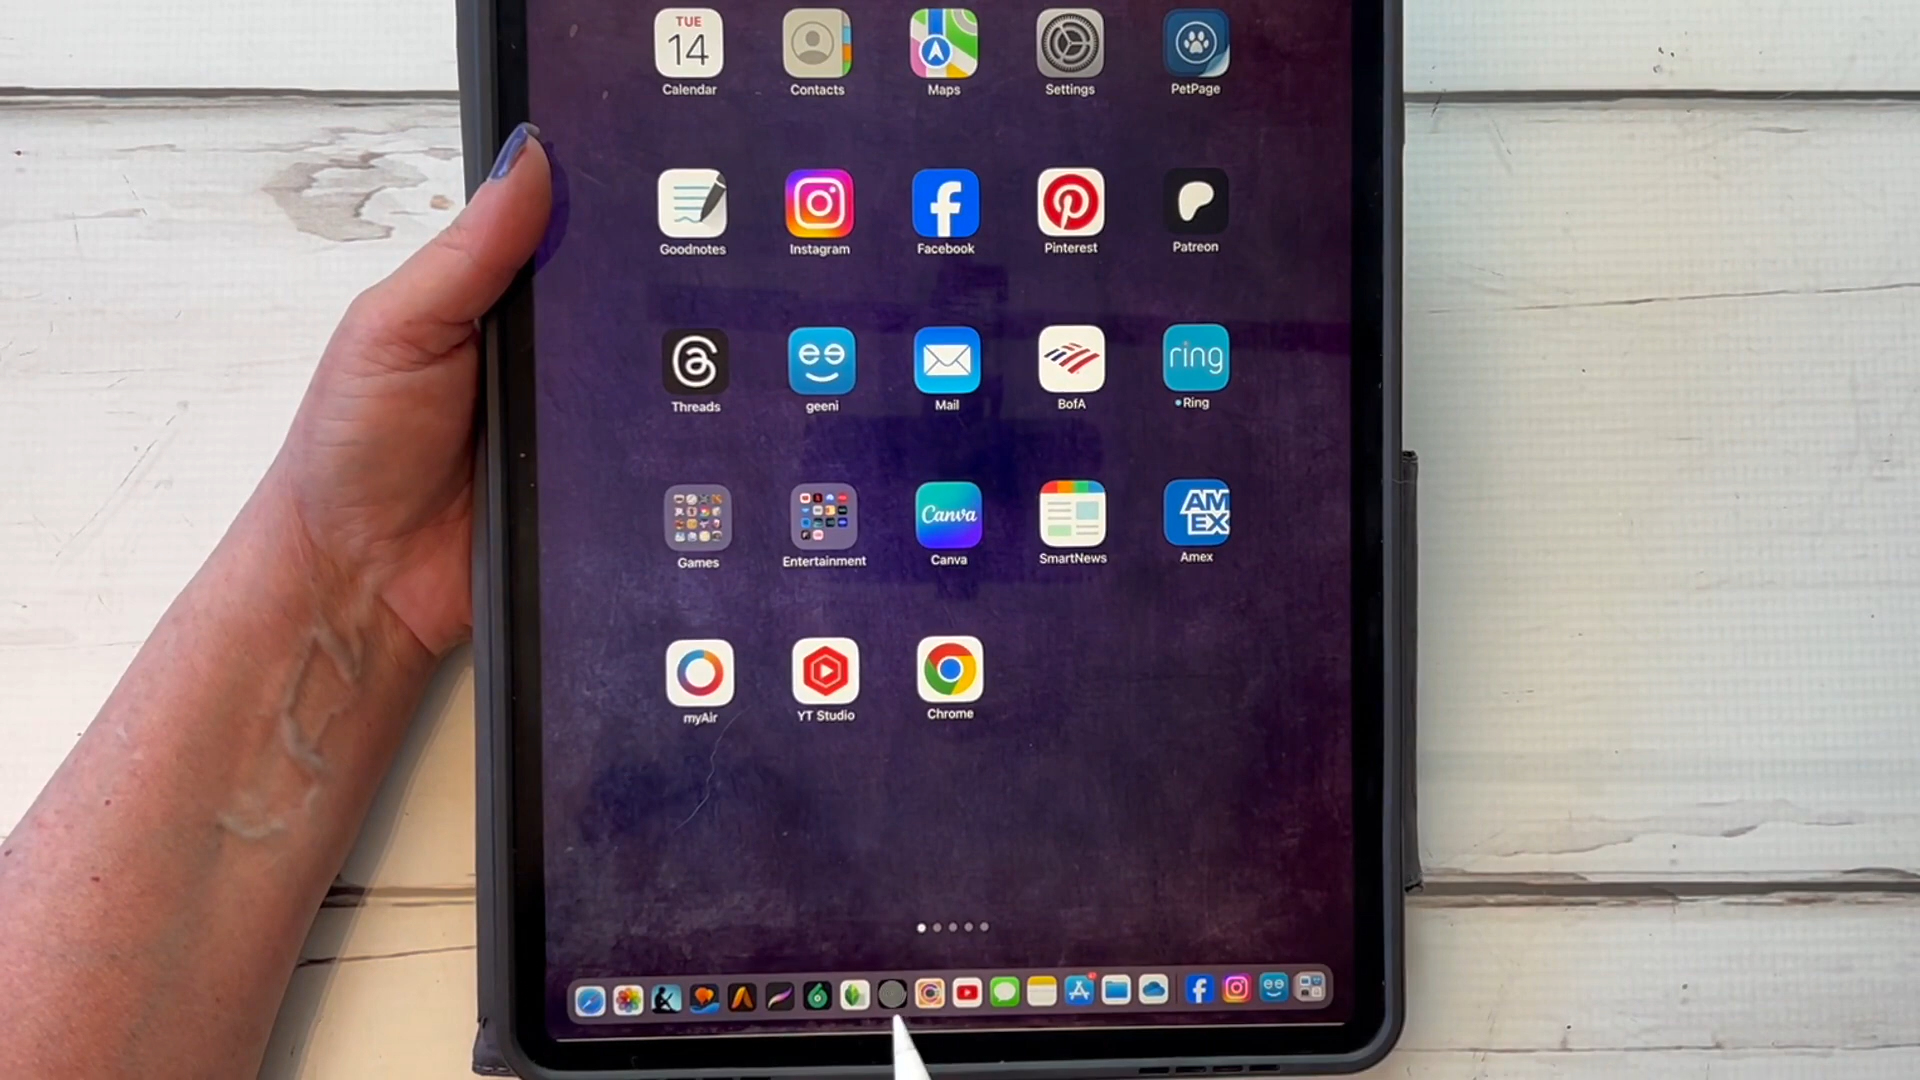 TUE
14
Calendar Contacts Maps Settings PetPage
Goodnotes Instagram Facebook Pinterest Patreon
ee
ring
Threads geeni Mail BofA Ring
Canva
AM
EX
Games Entertainment Canva SmartNews Amex
myAir YT Studio Chrome